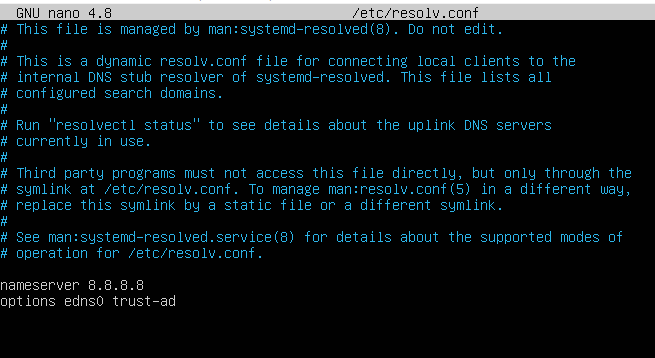 GNU nano 4.8 /etc/resolv.conf
# This file is managed by man:systemd-resolved(8). Do not edit.
#
# This is a dynamic resolv.conf file for connecting local clients to the
# internal DNS stub resolver of systemd-resolved. This file lists all
# configured search domains.
#
# Run "resolvectl status" to see details about the uplink DNS servers
# currently in use.
#
# Third party programs must not access this file directly, but only through the
# symlink at /etc/resolv.conf. To manage man:resolv.conf(5) in a different way,
# replace this symlink by a static file or a different symlink.
#
# See man:systemd-resolved.service(8) for details about the supported modes of
# operation for /etc/resolv.conf.
nameserver 8.8.8.8
options edns0 trust-ad